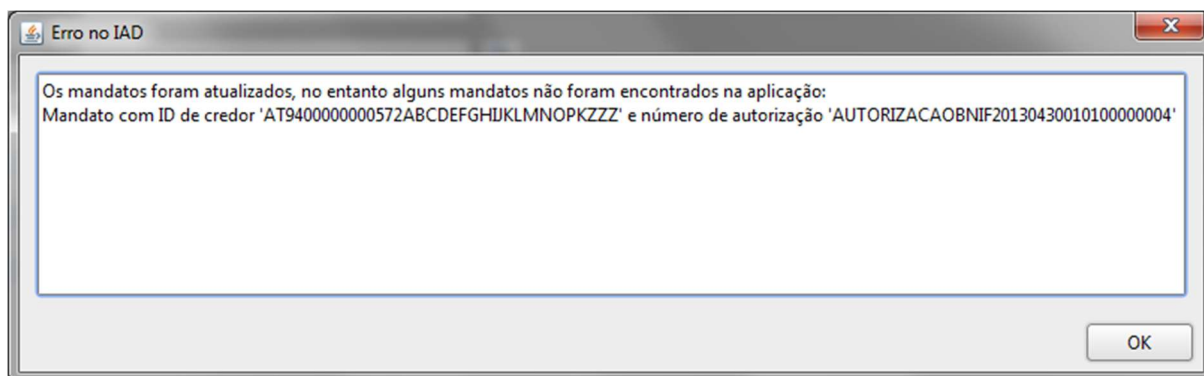 Erro no IAD
Os mandatos foram atualizados, no entanto alguns mandatos não foram encontrados na aplicação:
Mandato com ID de credor 'AT9400000000572ABCDEFGHIJKLMNOPKZZZ' e número de autorização 'AUTORIZACAOBNIF20130430010100000004'
OK